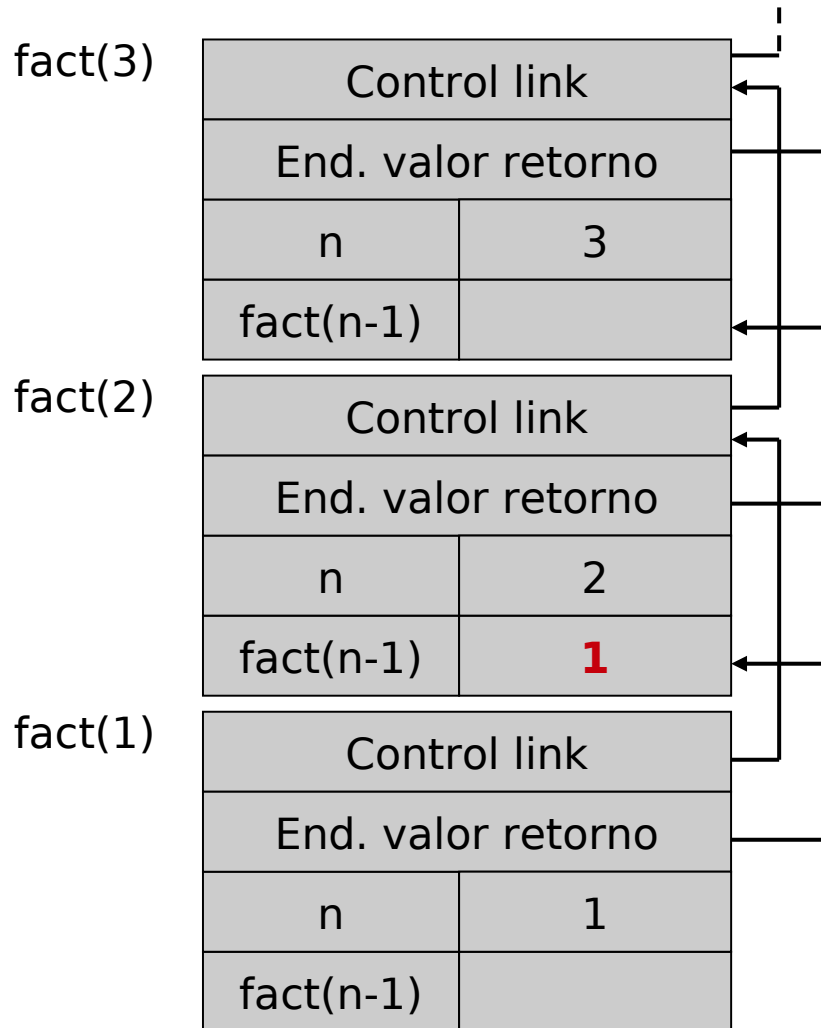 fact(3)
Control link
End. valor retorno
n 3
fact(n-1)
fact(2)
Control link
End. valor retorno
n 2
fact(n-1) 1
fact(1)
Control link
End. valor retorno
n 1
fact(n-1)